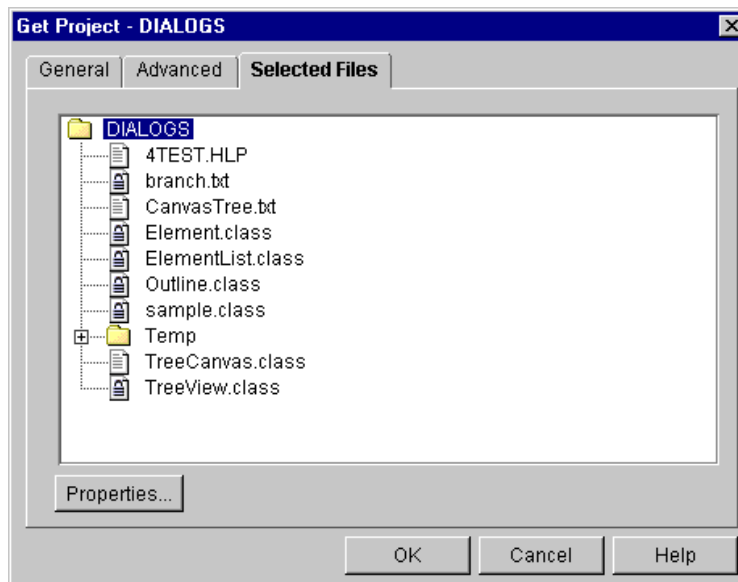 Get Project - DIALOGS
General Advanced Selected Files
DIALOGS
4TEST.HLP
branch.txt
CanvasTree.txt
Element.class
ElementList.class
Outline.class
sample.class
Temp
TreeCanvas.class
TreeView.class
Properties...
OK Cancel Help